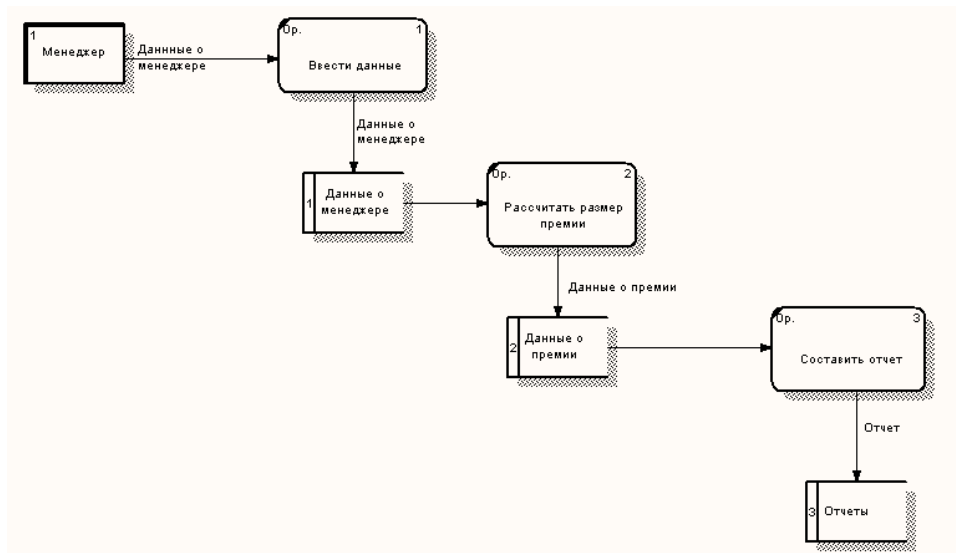 1
Менеджер
Даннные о
менеджере
0р.
1
Ввести данные
Данные о
менеджере
1
Данные о
менеджере
0р.
2
Рассчитать размер
премии
Данные о премии
2
Данные о
премии
0р.
3
Составить отчет
Отчет
3
Отчеты